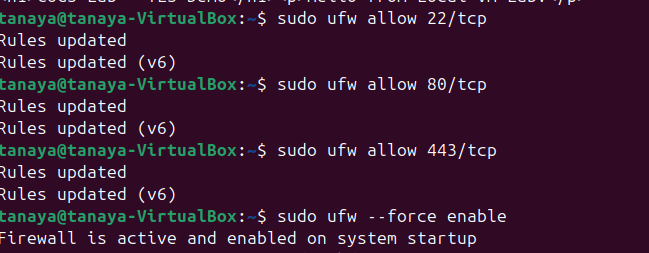 tanaya@tanaya-VirtualBox:~$ sudo ufw allow 22/tcp
Rules updated
Rules updated (v6)
tanaya@tanaya-VirtualBox:~$ sudo ufw allow 80/tcp
Rules updated
Rules updated (v6)
tanaya@tanaya-VirtualBox:~$ sudo ufw allow 443/tcp
Rules updated
Rules updated (v6)
tanaya@tanaya-VirtualBox:~$ sudo ufw --force enable
Firewall is active and enabled on system startup